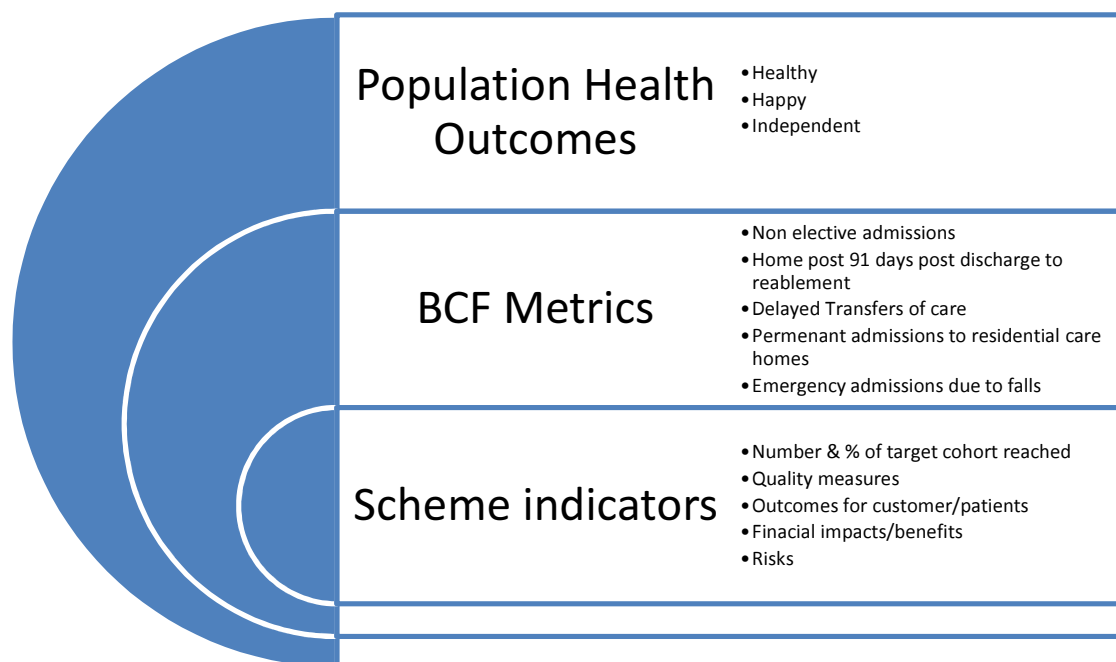 Population Health
Outcomes
•Healthy
•Happy
•Independent
BCF Metrics
•Non elective admissions
•Home post 91 days post discharge to
reablement
•Delayed Transfers of care
•Permenant admissions to residential care
homes
•Emergency admissions due to falls
Scheme indicators
•Number & % of target cohort reached
•Quality measures
•Outcomes for customer/patients
•Finacial impacts/benefits
•Risks